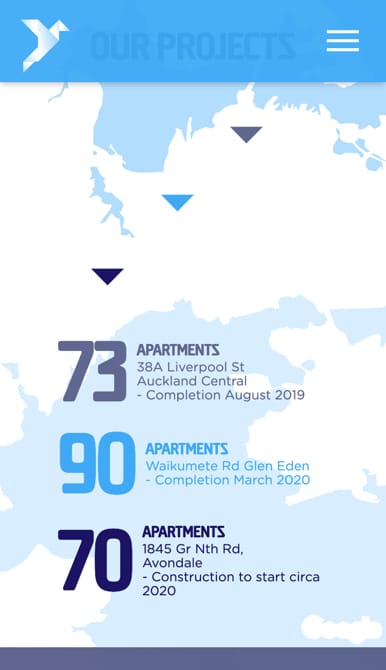 OUR PROJECTS
73
APARTMENTS
38A Liverpool St
Auckland Central
- Completion August 2019
90
APARTMENTS
Waikumete Rd Glen Eden
- Completion March 2020
70
APARTMENTS
1845 Gr Nth Rd,
Avondale
- Construction to start circa
2020